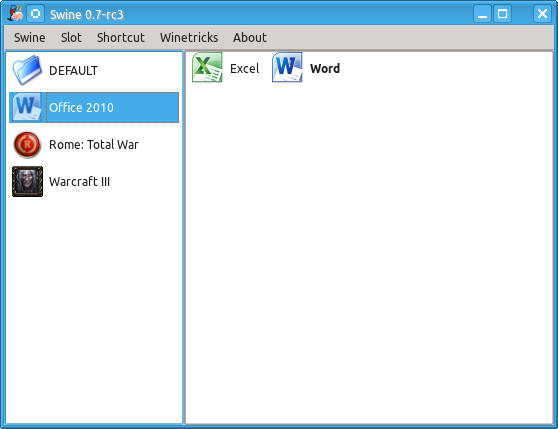 Swine 0.7-rc3
Swine Slot Shortcut Winetricks About
DEFAULT
Office 2010
Rome: Total War
Warcraft III
Excel Word